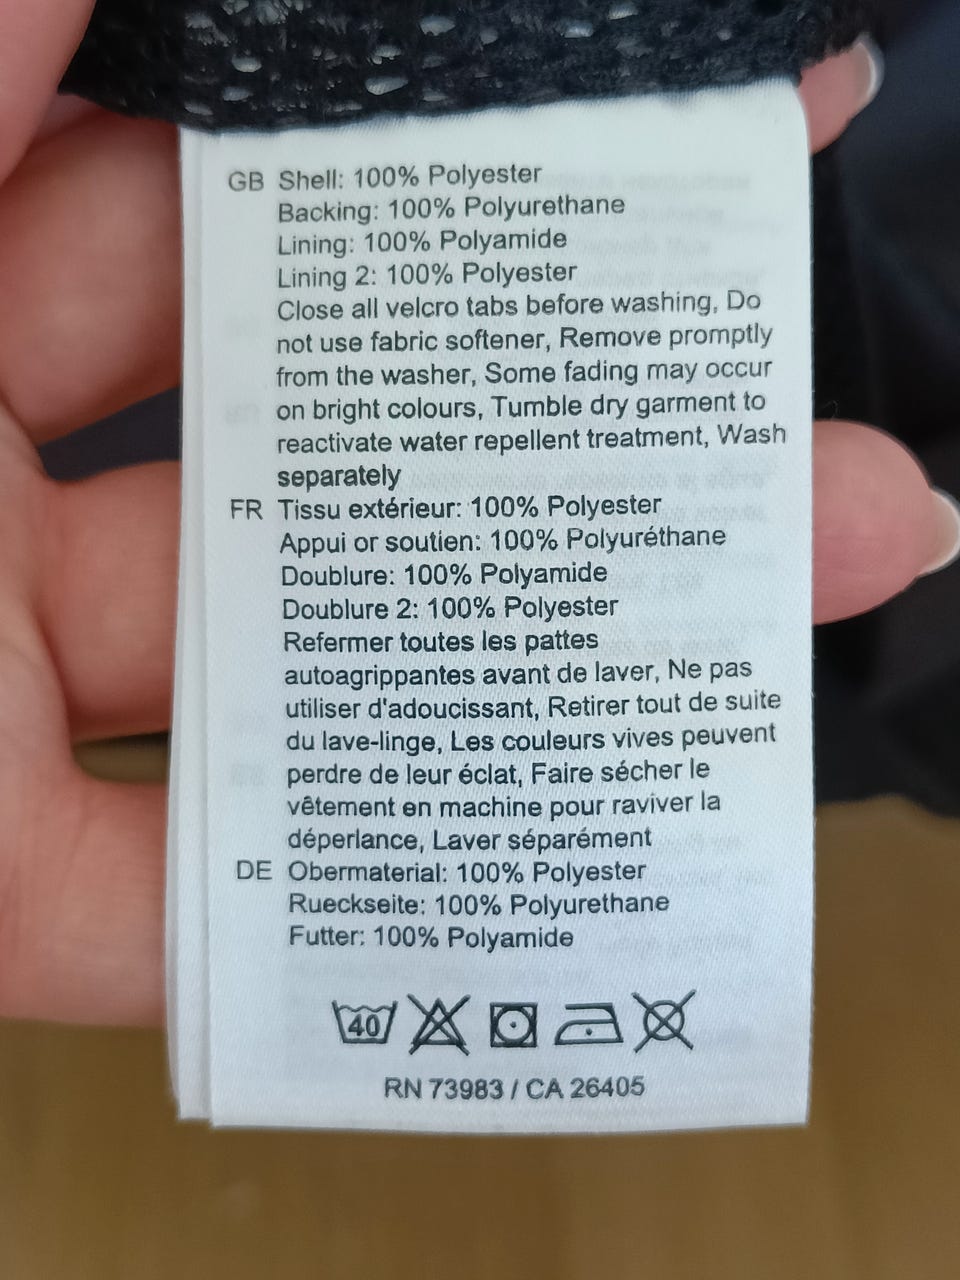 GB Shell: 100% Polyester
Backing: 100% Polyurethane
Lining: 100% Polyamide
Lining 2: 100% Polyester
Close all velcro tabs before washing, Do
not use fabric softener, Remove promptly
from the washer, Some fading may occur
on bright colours, Tumble dry garment to
reactivate water repellent treatment, Wash
separately
FR Tissu extérieur: 100% Polyester
Appui or soutien: 100% Polyuréthane
Doublure: 100% Polyamide
Doublure 2: 100% Polyester
Refermer toutes les pattes
autoagrippantes avant de laver, Ne pas
utiliser d'adoucissant, Retirer tout de suite
du lave-linge, Les couleurs vives peuvent
perdre de leur éclat, Faire sécher le
vêtement en machine pour raviver la
déperlance, Laver séparément
DE Obermaterial: 100% Polyester
Rueckseite: 100% Polyurethane
Futter: 100% Polyamide
40
RN 73983 / CA 26405